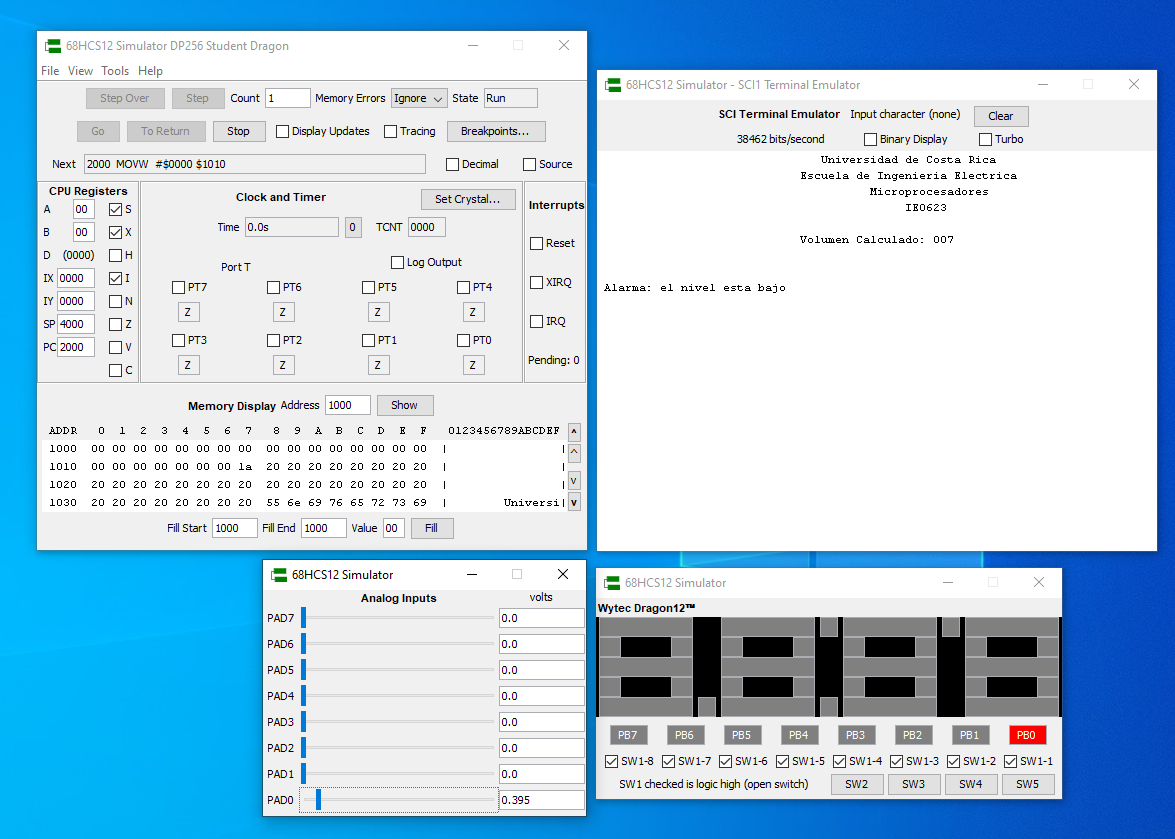 68HCS12 Simulator DP256 Student Dragon
File View Tools Help
Step Over Step Count 1 Memory Errors Ignore State Run
Go To Return Stop Display Updates Tracing Breakpoints...
Next 2000 MOVW #$0000 $1010 Decimal Source
CPU Registers
A 00 S
B 00 X
D (0000) H
IX 0000 I
IY 0000 N
SP 4000 Z
PC 2000 V
C
Clock and Timer Set Crystal...
Time 0.0s 0 TCNT 0000
Port T Log Output
PT7 PT6 PT5 PT4
Z Z Z Z
PT3 PT2 PT1 PT0
Z Z Z Z
Interrupts
Reset
XIRQ
IRQ
Pending: 0
Memory Display Address 1000 Show
ADDR 0 1 2 3 4 5 6 7 8 9 A B C D E F 0123456789ABCDEF
1000 00 00 00 00 00 00 00 00 00 00 00 00 00 00 00 00 | |
1010 00 00 00 00 00 00 00 1a 20 20 20 20 20 20 20 20 | |
1020 20 20 20 20 20 20 20 20 20 20 20 20 20 20 20 20 | |
1030 20 20 20 20 20 20 20 20 55 6e 69 76 65 72 73 69 | Universi|
Fill Start 1000 Fill End 1000 Value 00 Fill
68HCS12 Simulator - SCI1 Terminal Emulator
SCI Terminal Emulator Input character (none) Clear
38462 bits/second Binary Display Turbo
Universidad de Costa Rica
Escuela de Ingenieria Electrica
Microprocesadores
IE0623
Volumen Calculado: 007
Alarma: el nivel esta bajo
68HCS12 Simulator
Analog Inputs volts
PAD7 0.0
PAD6 0.0
PAD5 0.0
PAD4 0.0
PAD3 0.0
PAD2 0.0
PAD1 0.0
PAD0 0.395
68HCS12 Simulator
Wytec Dragon12™
PB7 PB6 PB5 PB4 PB3 PB2 PB1 PB0
SW1-8 SW1-7 SW1-6 SW1-5 SW1-4 SW1-3 SW1-2 SW1-1
SW1 checked is logic high (open switch) SW2 SW3 SW4 SW5